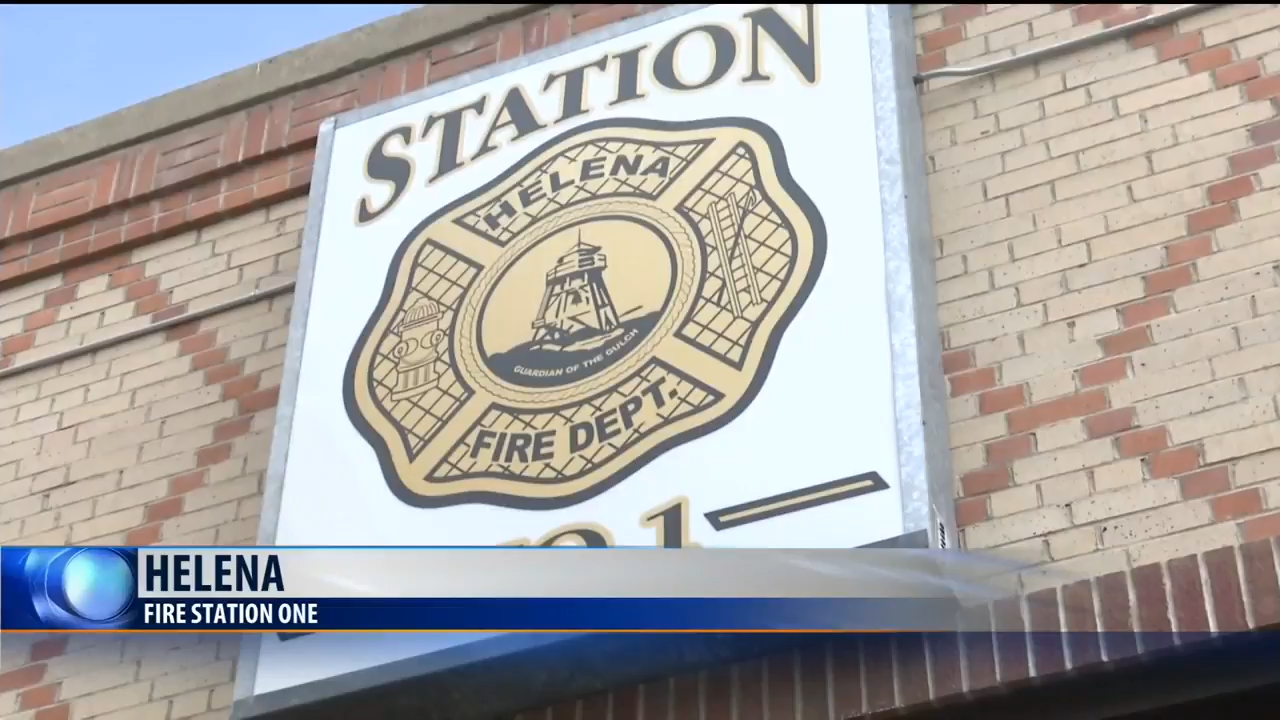 STATION
HELENA
GUARDIAN OF THE GULCH
FIRE DEPT.
HELENA
FIRE STATION ONE